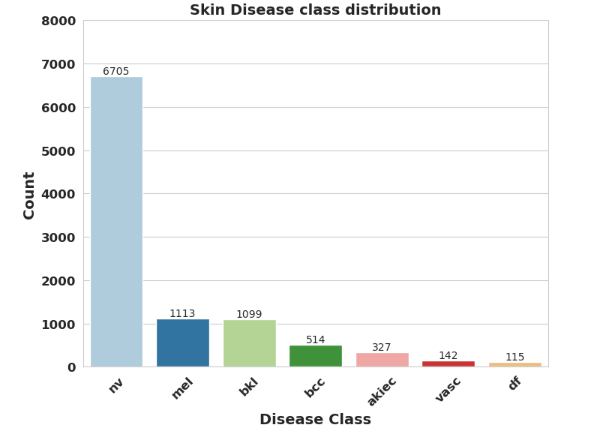 Skin Disease class distribution
8000
7000
6000
5000
4000
3000
2000
1000
0
Count
6705
1113
1099
514
327
142
115
nv
mel
bkl
bcc
akiec
vasc
df
Disease Class